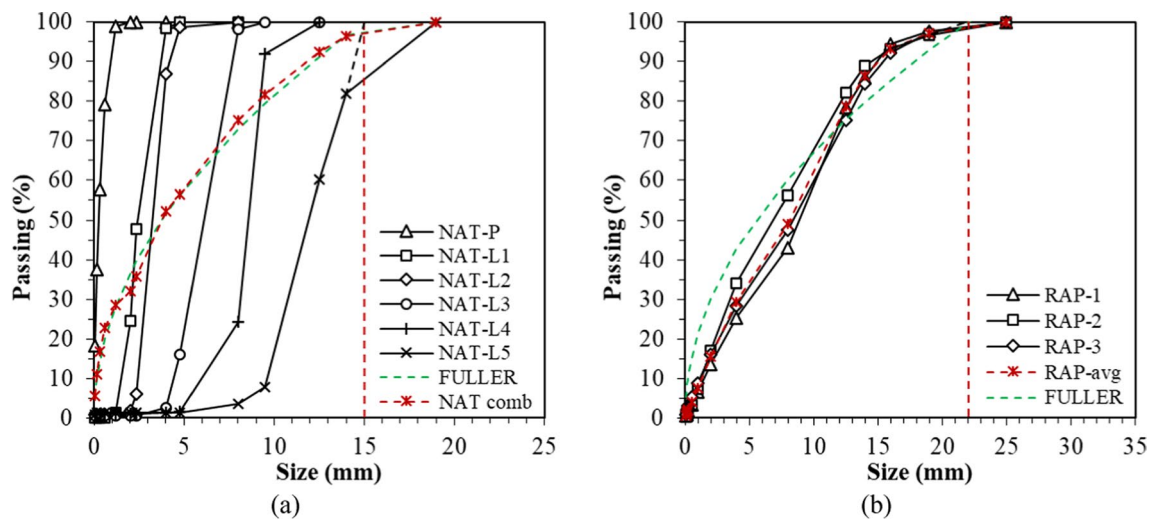 100
90
80
70
60
50
40
30
20
10
0
Passing (%)
0 5 10 15 20 25
Size (mm)
NAT-P
NAT-L1
NAT-L2
NAT-L3
NAT-L4
NAT-L5
FULLER
NAT comb
(a)
100
90
80
70
60
50
40
30
20
10
0
Passing (%)
0 5 10 15 20 25 30 35
Size (mm)
RAP-1
RAP-2
RAP-3
RAP-avg
FULLER
(b)